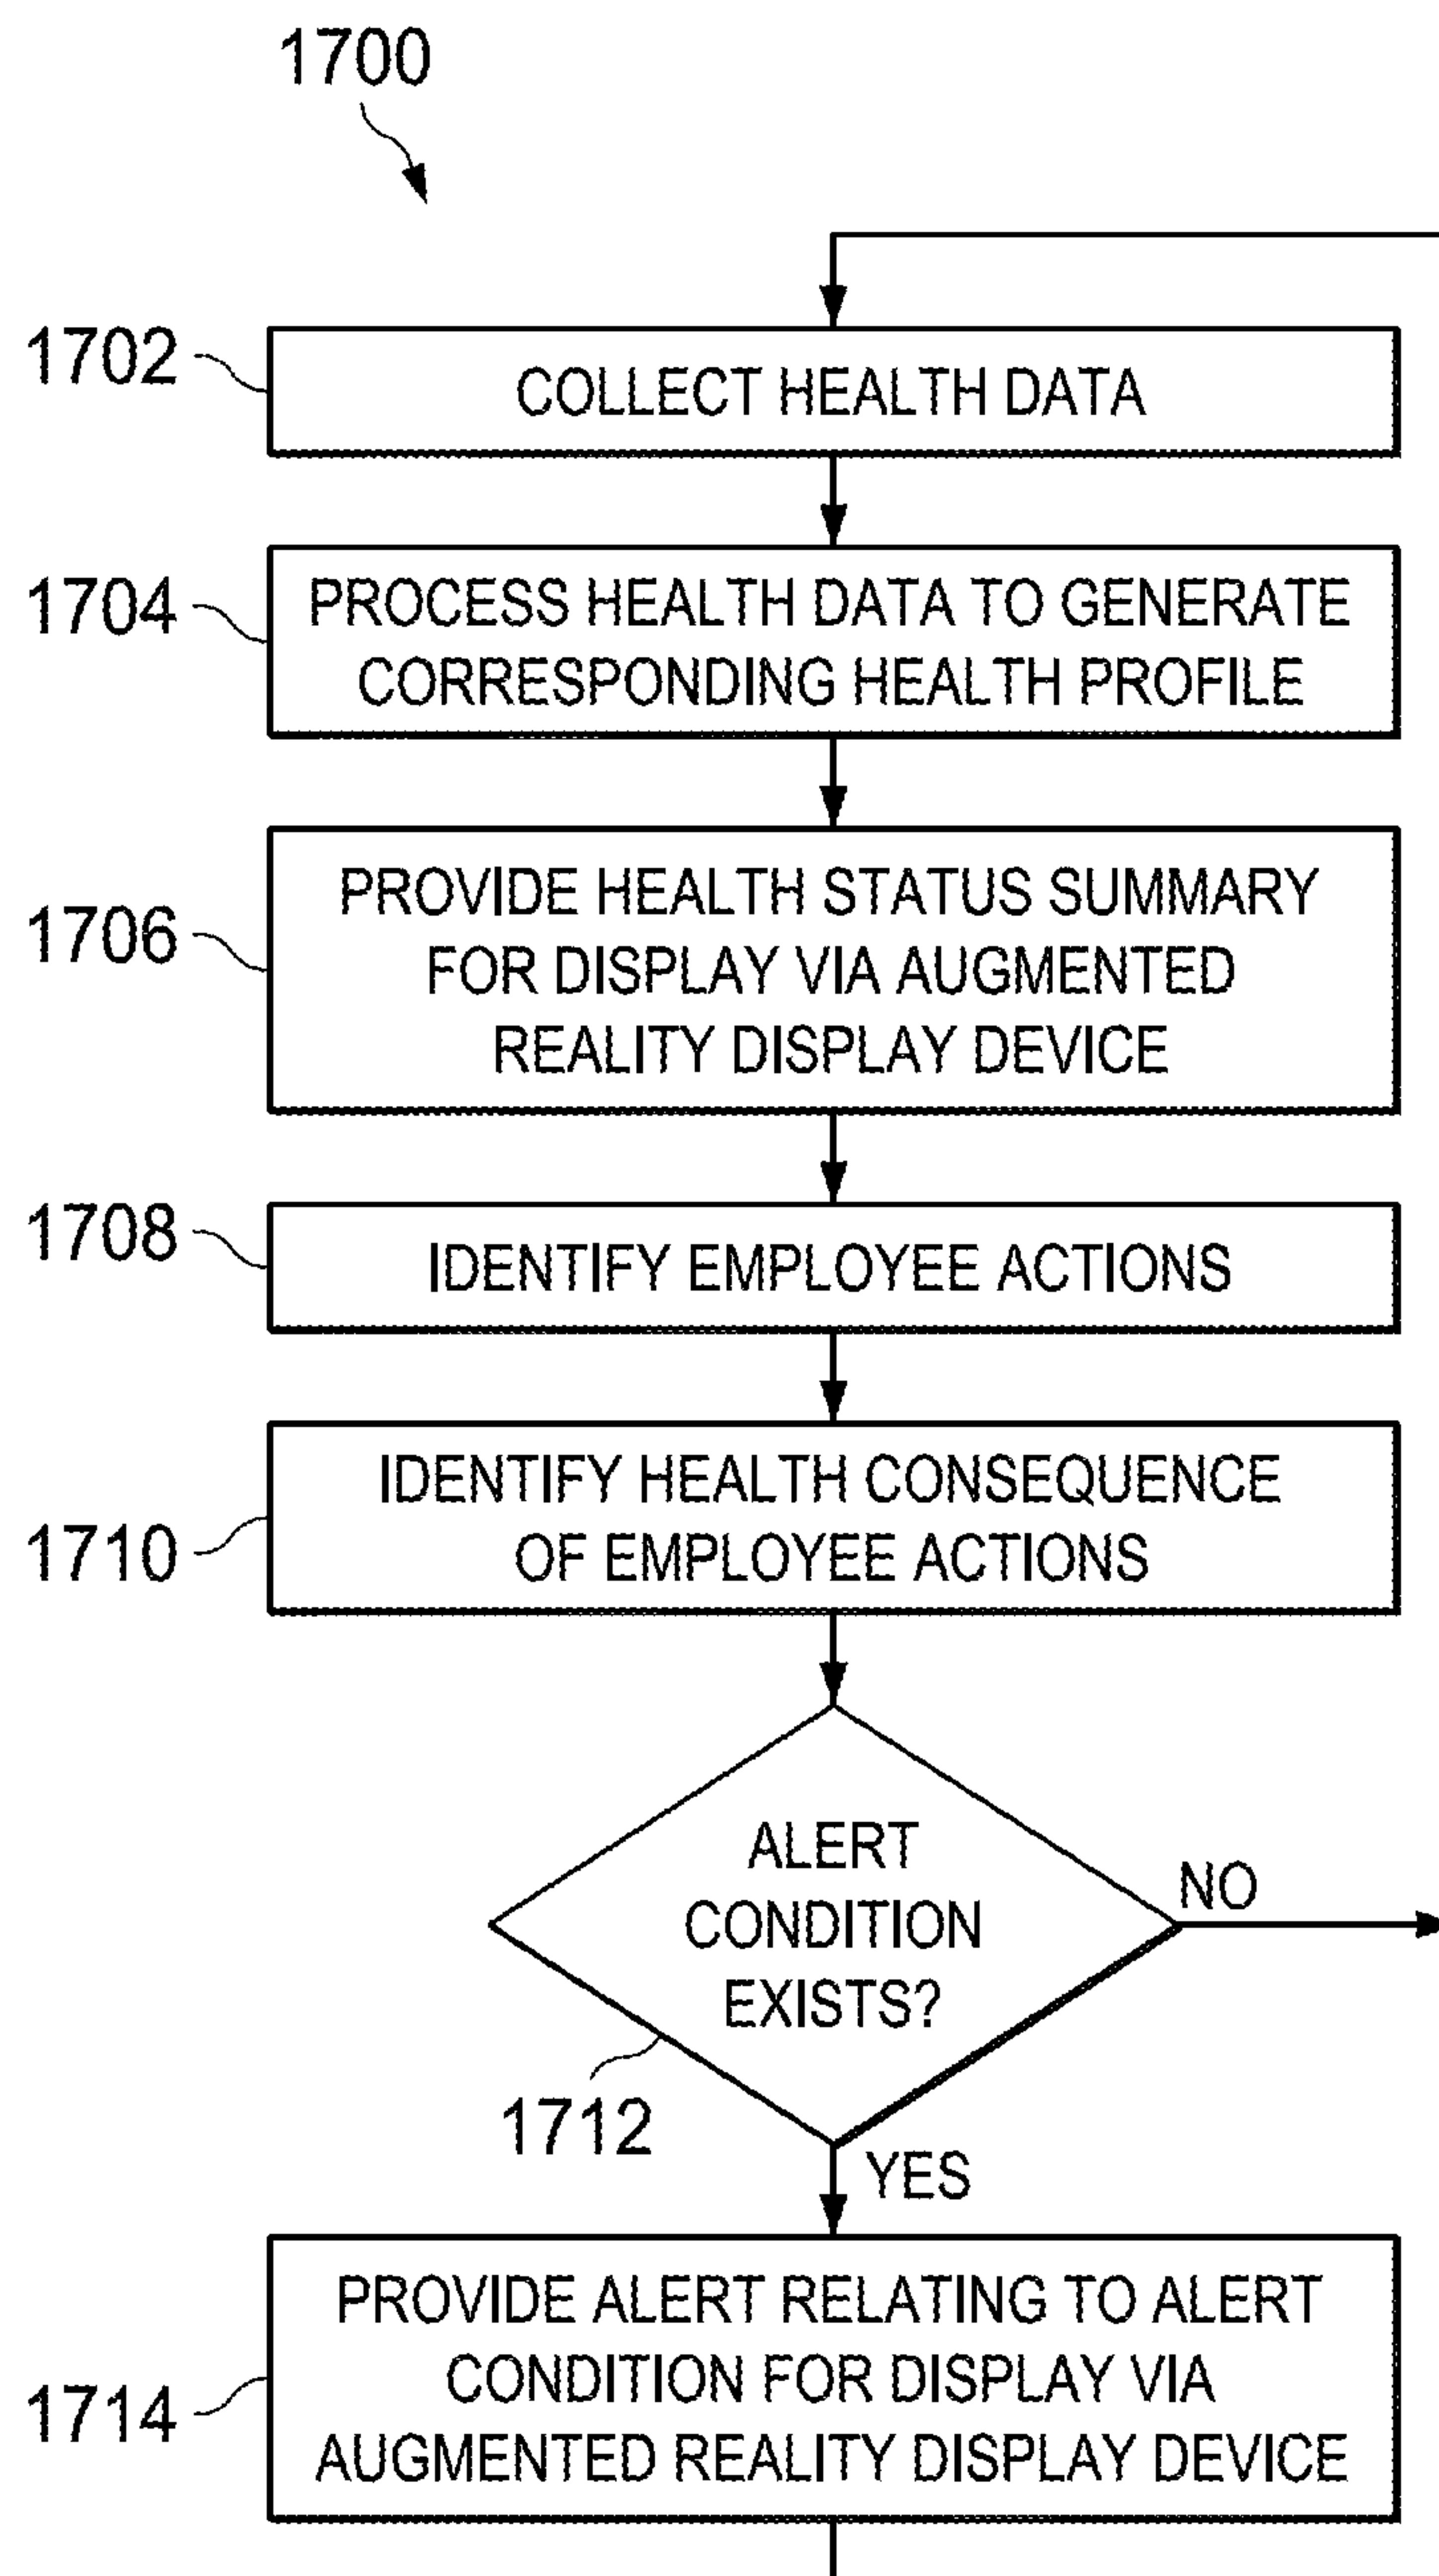 1700
1702
COLLECT HEALTH DATA
1704
PROCESS HEALTH DATA TO GENERATE
CORRESPONDING HEALTH PROFILE
1706
PROVIDE HEALTH STATUS SUMMARY
FOR DISPLAY VIA AUGMENTED
REALITY DISPLAY DEVICE
1708
IDENTIFY EMPLOYEE ACTIONS
1710
IDENTIFY HEALTH CONSEQUENCE
OF EMPLOYEE ACTIONS
ALERT
CONDITION
EXISTS?
NO
1712
YES
1714
PROVIDE ALERT RELATING TO ALERT
CONDITION FOR DISPLAY VIA
AUGMENTED REALITY DISPLAY DEVICE